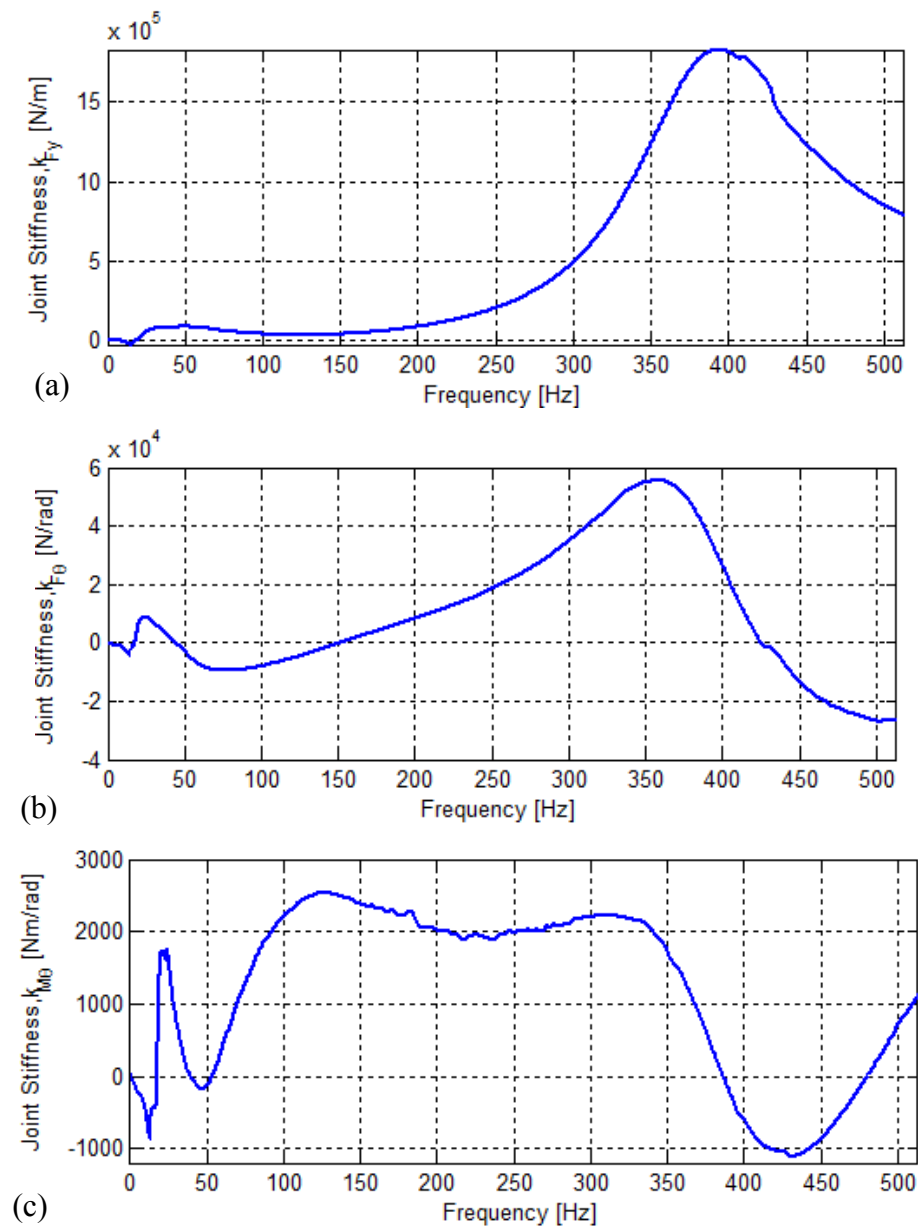 x 10^5
Joint Stiffness, k_Fy [N/m]
15
10
5
0
0 50 100 150 200 250 300 350 400 450 500
Frequency [Hz]
(a)
x 10^4
Joint Stiffness, k_Fθ [N/rad]
6
4
2
0
-2
-4
0 50 100 150 200 250 300 350 400 450 500
Frequency [Hz]
(b)
Joint Stiffness, k_Mθ [Nm/rad]
3000
2000
1000
0
-1000
0 50 100 150 200 250 300 350 400 450 500
Frequency [Hz]
(c)